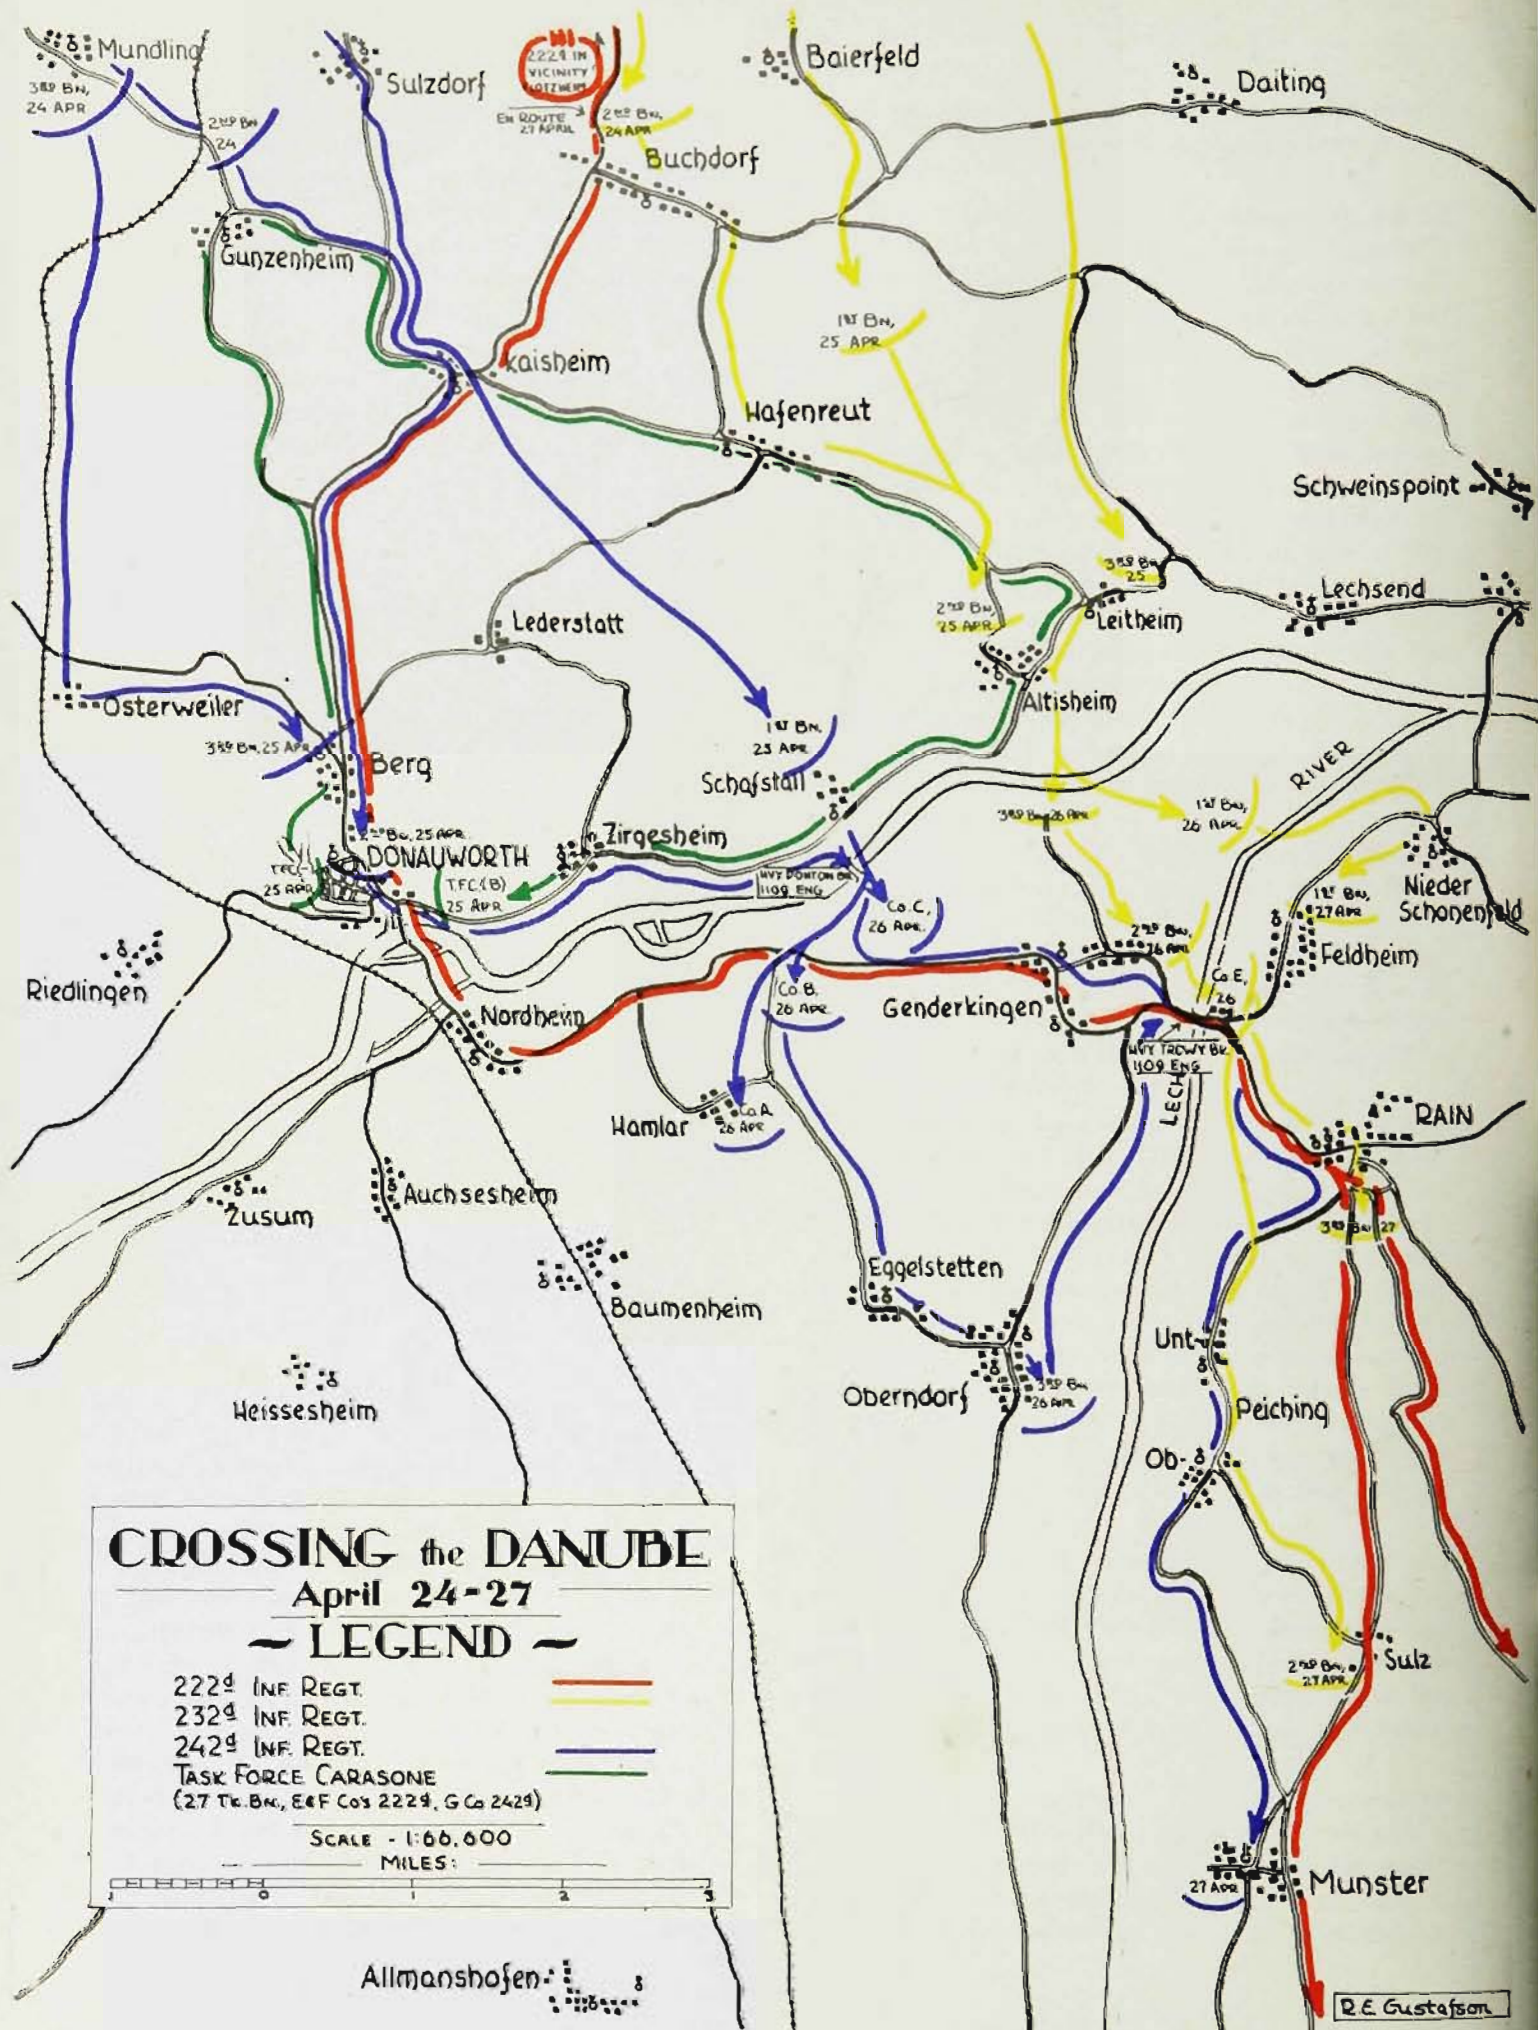 Mundling
3RD BN,
24 APR
2ND BN
24
Sulzdorf
222d IN
VICINITY
EN ROUTE
27 APRIL
2ND BN,
24 APR
Buchdorf
Baierfeld
Daiting
Gunzenheim
1ST BN,
25 APR
Kaisheim
Hafenreut
Schweinspoint
3RD BN
25
Lechsend
Leitheim
2ND BN,
25 APR
Lederstatt
Altisheim
Osterweiler
3RD BN, 25 APR
Berg
1ST BN.
25 APR
Schafstall
RIVER
3RD BN 26 APR
1ST BN,
26 APR
2ND BN, 25 APR
Zirgesheim
DONAUWORTH
T.F.C.(-)
25 APR
T.F.C.(B)
25 APR
HVY PONTON BR
1109 ENG
Co. C,
26 APR.
Nieder
Schonenfeld
1ST BN,
27 APR
2ND BN,
26 APR
Feldheim
Riedlingen
Nordheim
Co. B.
26 APR
Genderkingen
Co E,
26
HVY TRDWY BR.
1109 ENG
LECH
Hamlar
Co A
26 APR
RAIN
Zusum
Auchsesheim
3RD BN 27
Baumenheim
Eggelstetten
Unt-
Heissesheim
Oberndorf
3RD BN
26 APR
Peiching
Ob-
CROSSING the DANUBE
April 24-27
~ LEGEND ~
222d INF. REGT.
232d INF. REGT.
242d INF. REGT.
TASK FORCE CARASONE
(27 TK. BN., E&F Co's 222d, G Co 242d)
SCALE - 1:66,600
MILES:
1 0 1 2 3
2ND BN,
27 APR
Sulz
27 APR
Munster
Allmanshofen
R.E. Gustafson